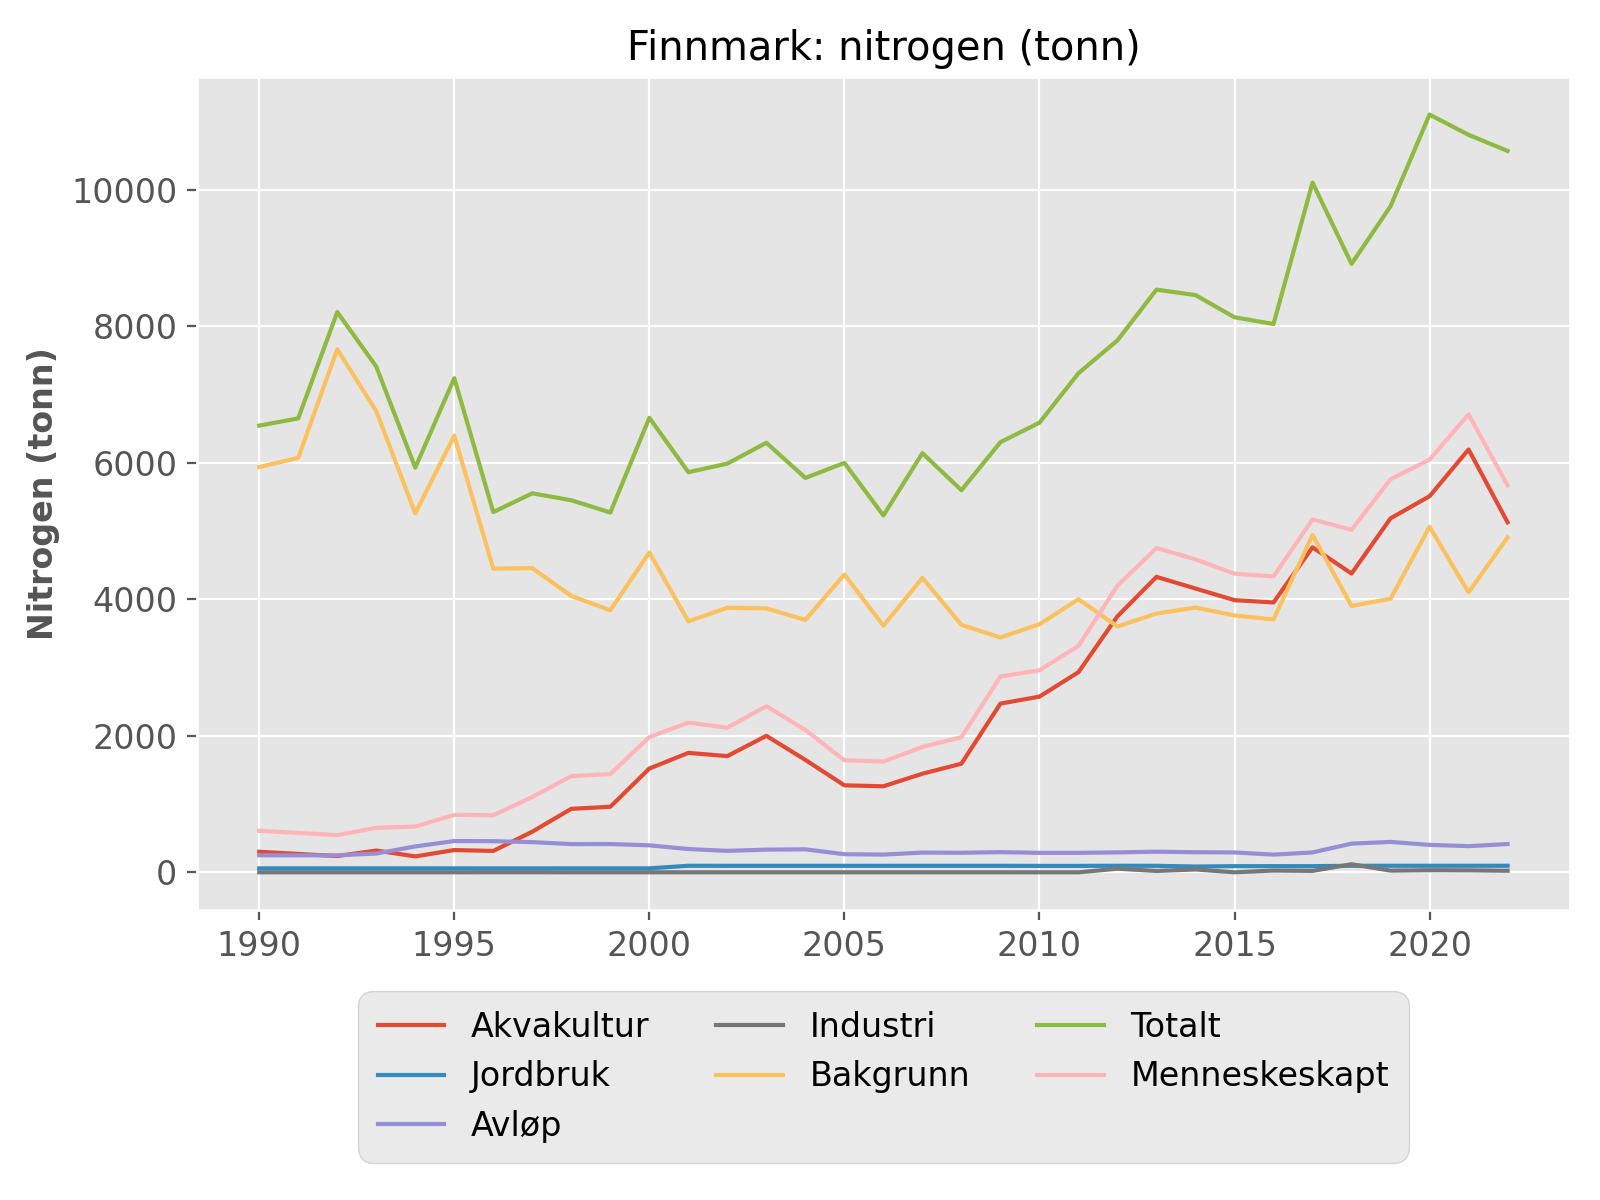 Finnmark: nitrogen (tonn)
Nitrogen (tonn)
10000
8000
6000
4000
2000
0
1990 1995 2000 2005 2010 2015 2020
Akvakultur Industri Totalt
Jordbruk Bakgrunn Menneskeskapt
Avløp